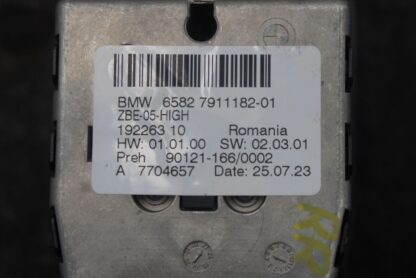 BMW 6582 7911182-01
ZBE-05-HIGH
192263 10 Romania
HW: 01.01.00 SW: 02.03.01
Preh 90121-166/0002
A 7704657 Date: 25.07.23
RR